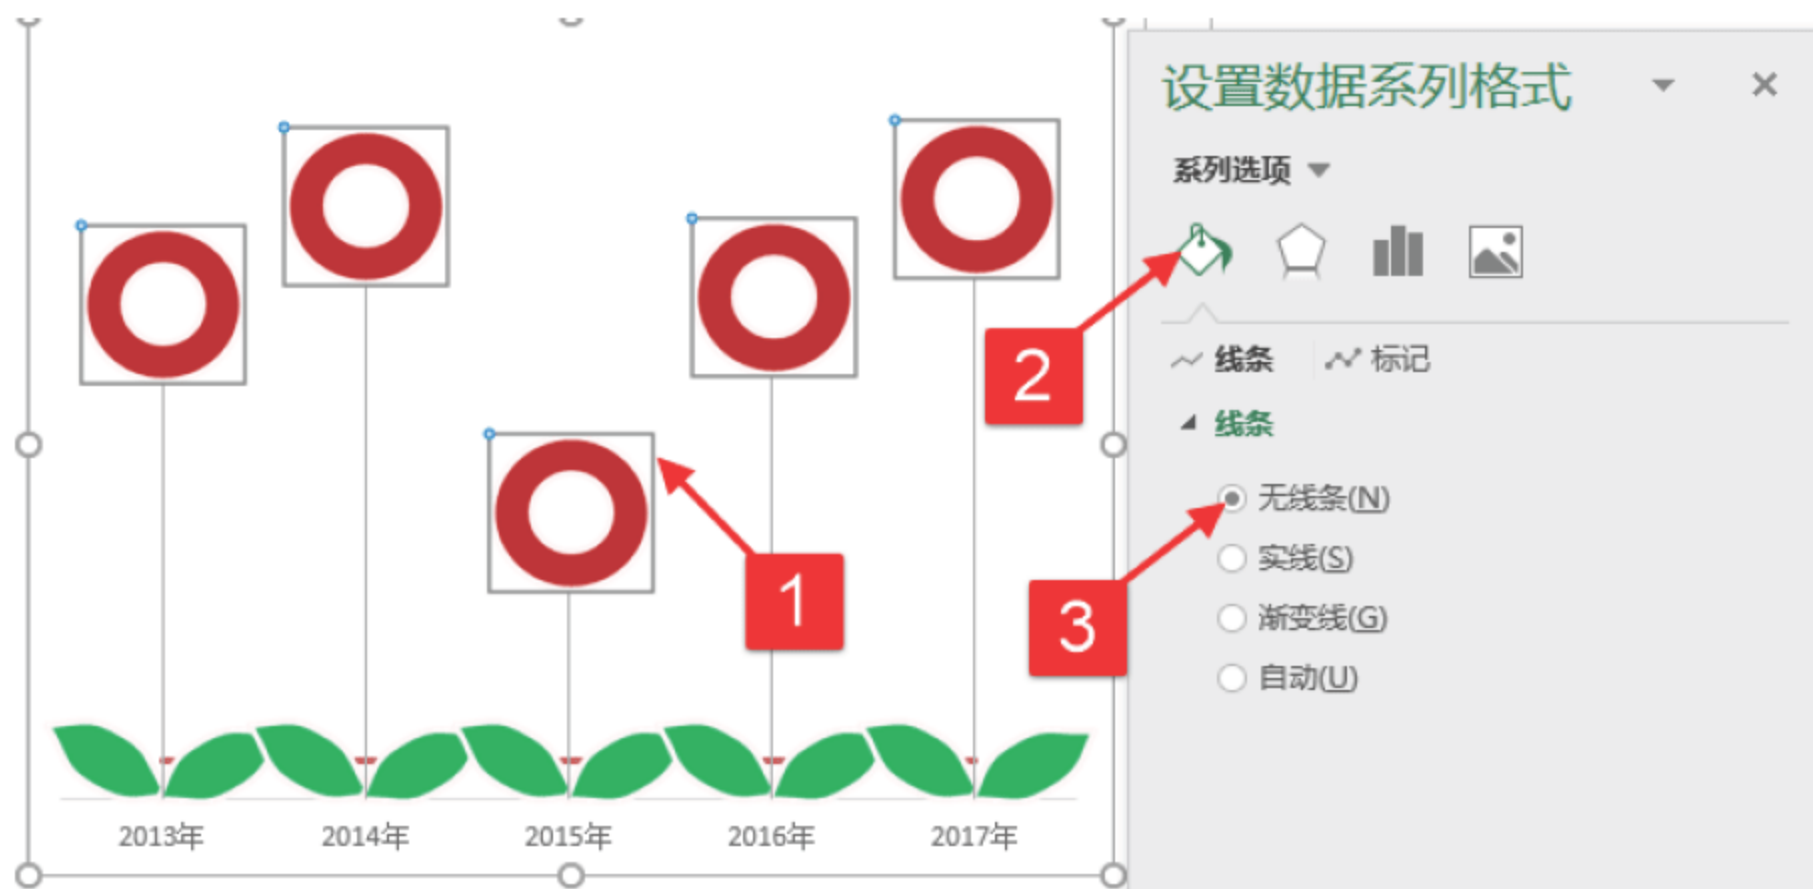 设置数据系列格式
系列选项
线条 标记
线条
无线条(N)
实线(S)
渐变线(G)
自动(U)
1
2
3
2013年 2014年 2015年 2016年 2017年